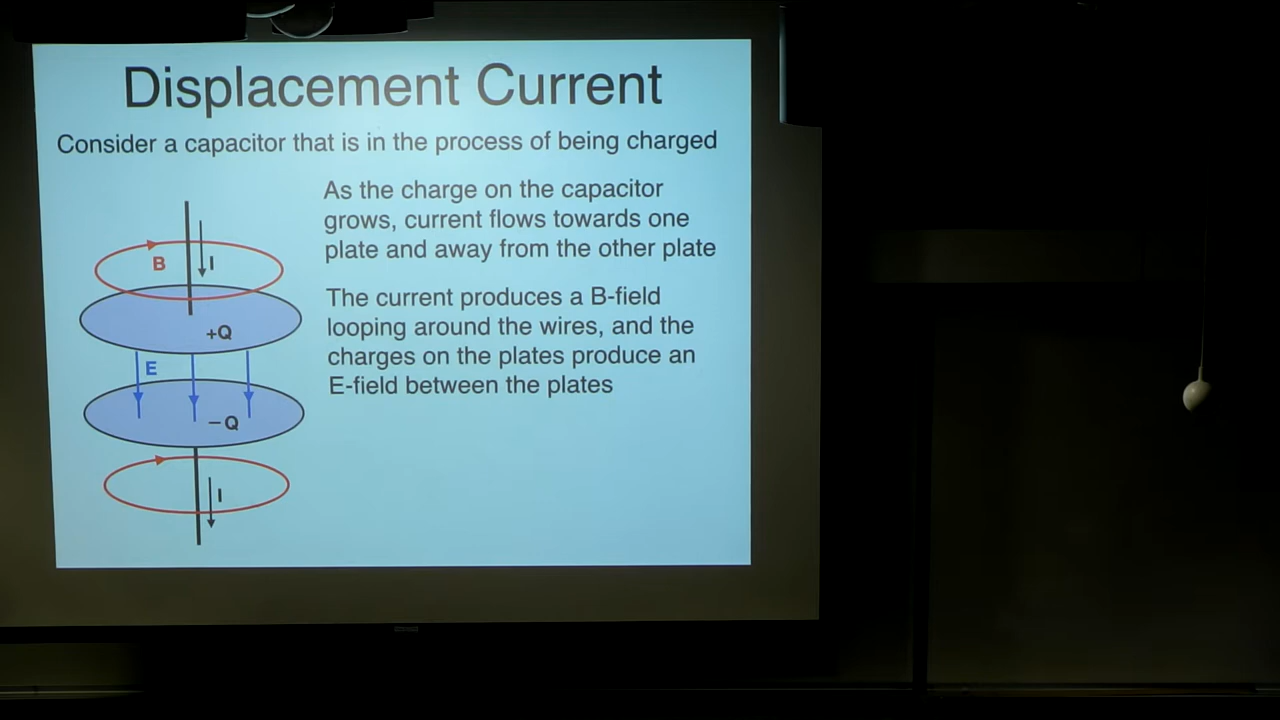 Displacement Current
Consider a capacitor that is in the process of being charged
As the charge on the capacitor
grows, current flows towards one
plate and away from the other plate
The current produces a B-field
looping around the wires, and the
charges on the plates produce an
E-field between the plates
B
I
+Q
E
−Q
I